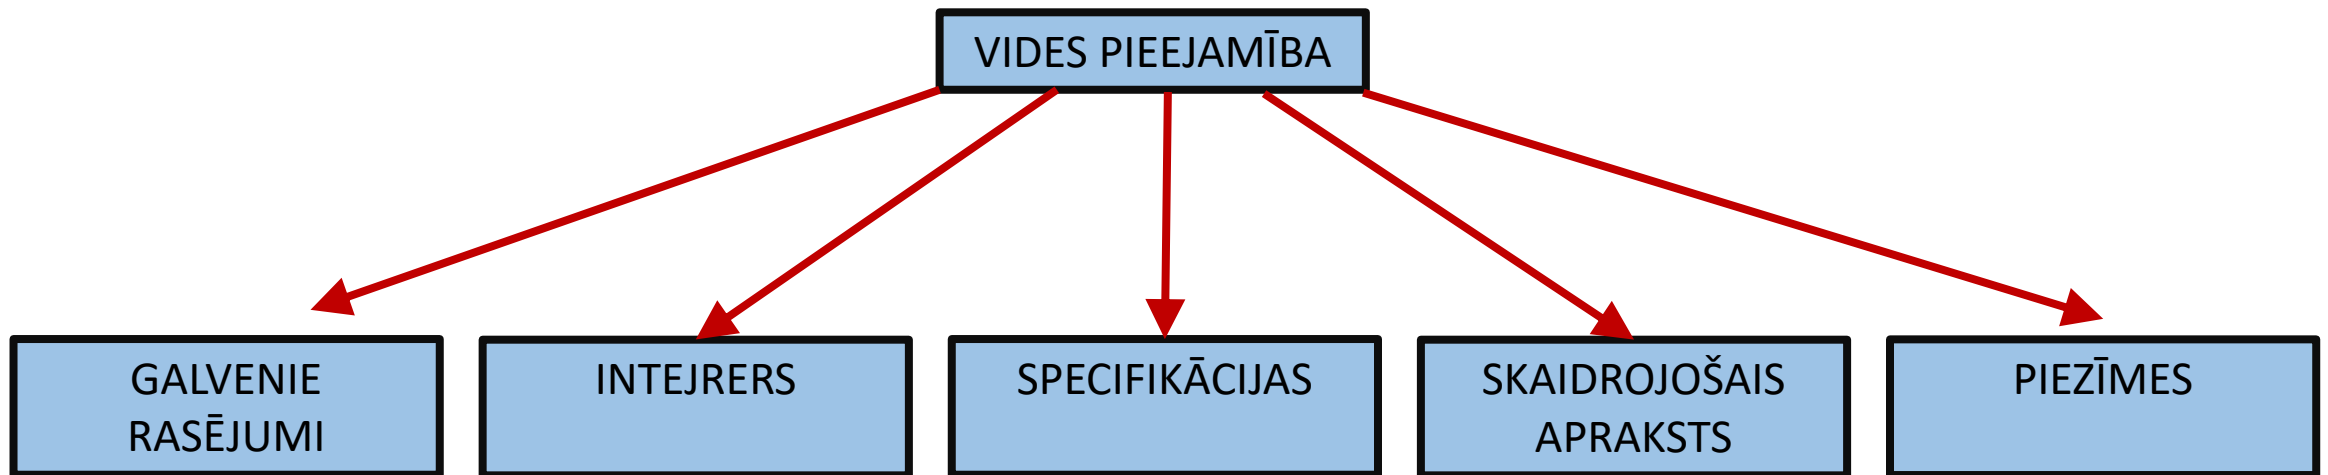 VIDES PIEEJAMĪBA
GALVENIE
RASĒJUMI
INTEJRERS
SPECIFIKĀCIJAS
SKAIDROJOŠAIS
APRAKSTS
PIEZĪMES